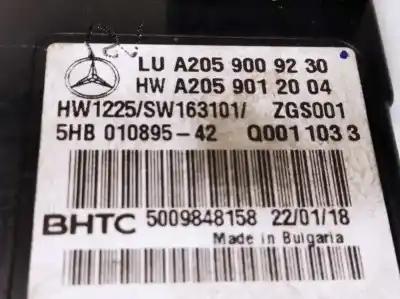 LU A205 900 92 30
HW A205 901 20 04
HW1225/SW163101/ ZGS001
5HB 010895-42 Q001 103 3
BHTC 5009848158 22/01/18
Made in Bulgaria